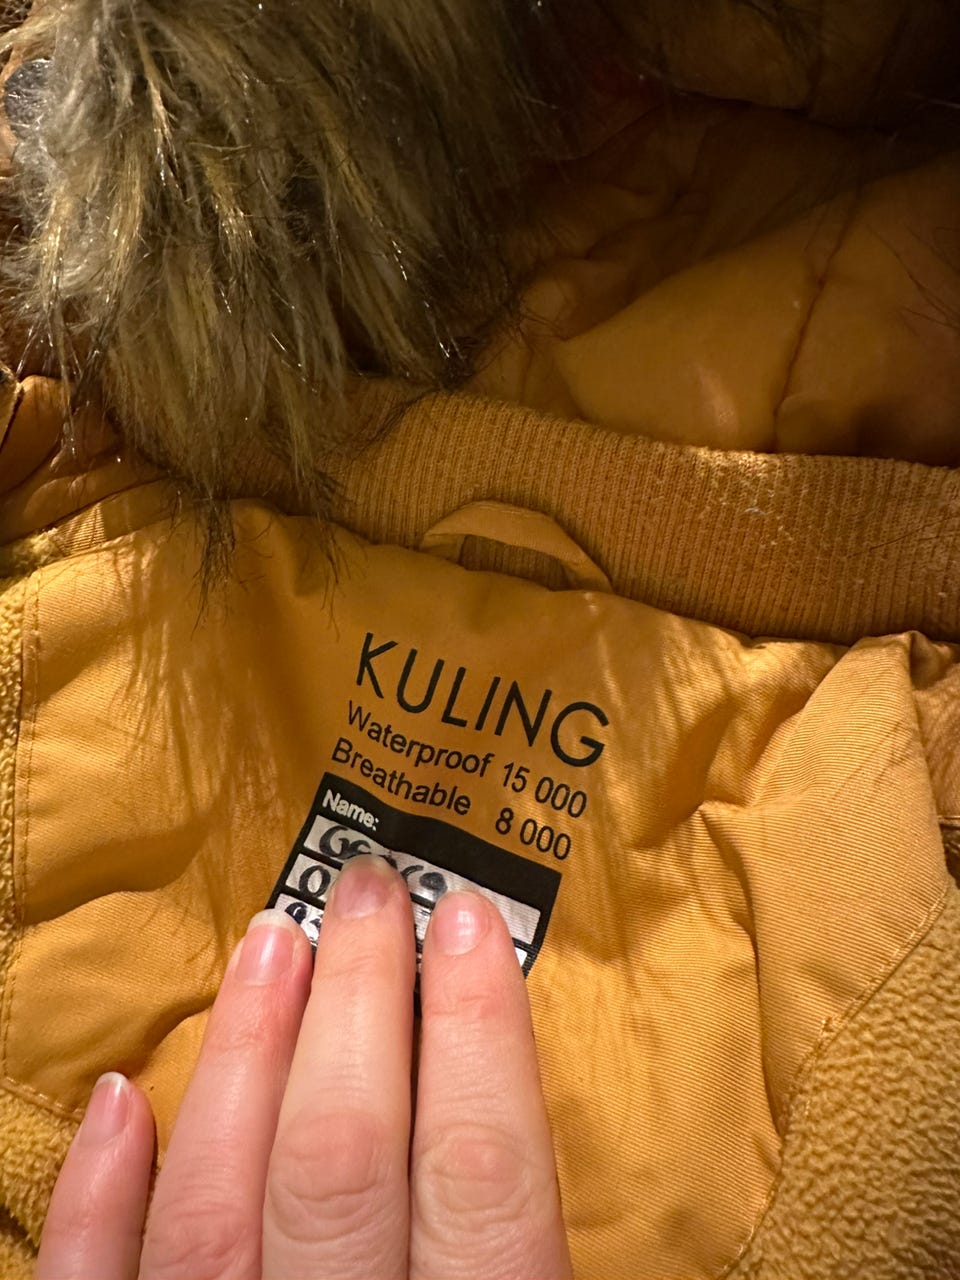 KULING
Waterproof 15 000
Breathable 8 000
Name: